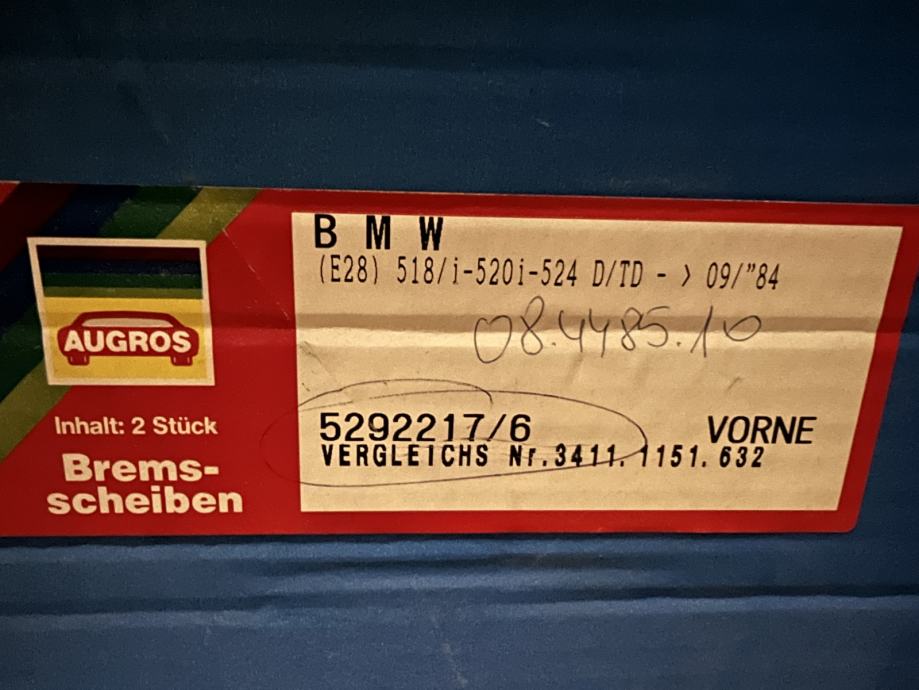 AUGROS
Inhalt: 2 Stück
Brems-
scheiben
B M W
(E28) 518/i-520i-524 D/TD - > 09/"84
08.4485.10
5292217/6 VORNE
VERGLEICHS Nr.3411.1151.632